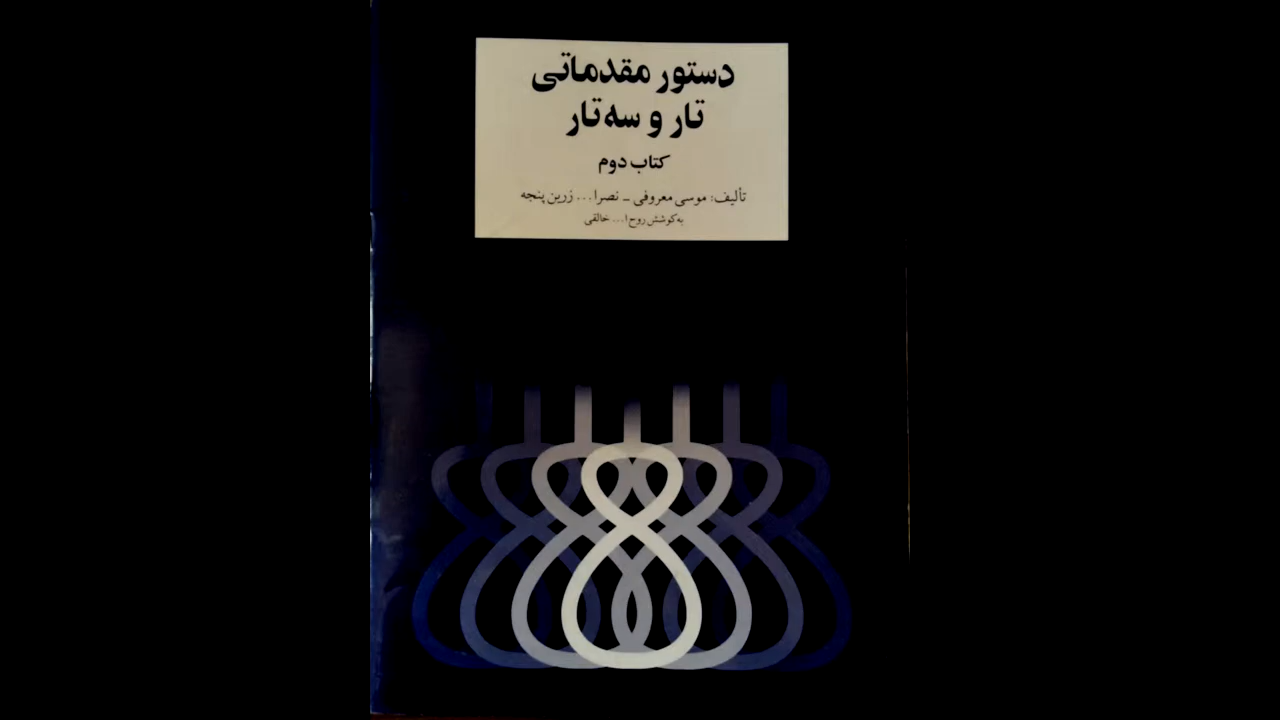 دستور مقدماتی
تار و سه‌تار
کتاب دوم
تألیف: موسی معروفی ـ نصرا... زرین پنجه
به‌کوشش روح ا... خالقی